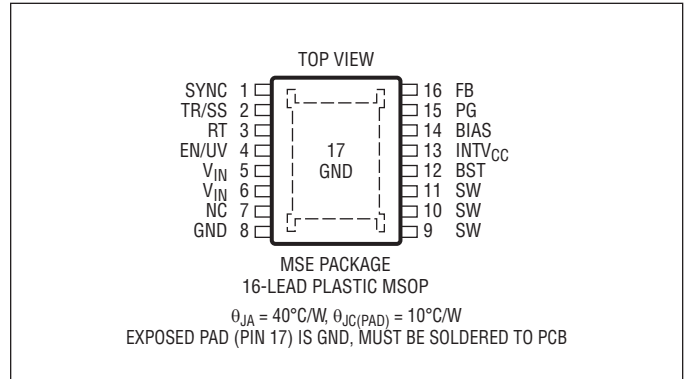 TOP VIEW
SYNC 1
TR/SS 2
RT 3
EN/UV 4
VIN 5
VIN 6
NC 7
GND 8
17
GND
16 FB
15 PG
14 BIAS
13 INTVCC
12 BST
11 SW
10 SW
9 SW
MSE PACKAGE
16-LEAD PLASTIC MSOP
θJA = 40°C/W, θJC(PAD) = 10°C/W
EXPOSED PAD (PIN 17) IS GND, MUST BE SOLDERED TO PCB